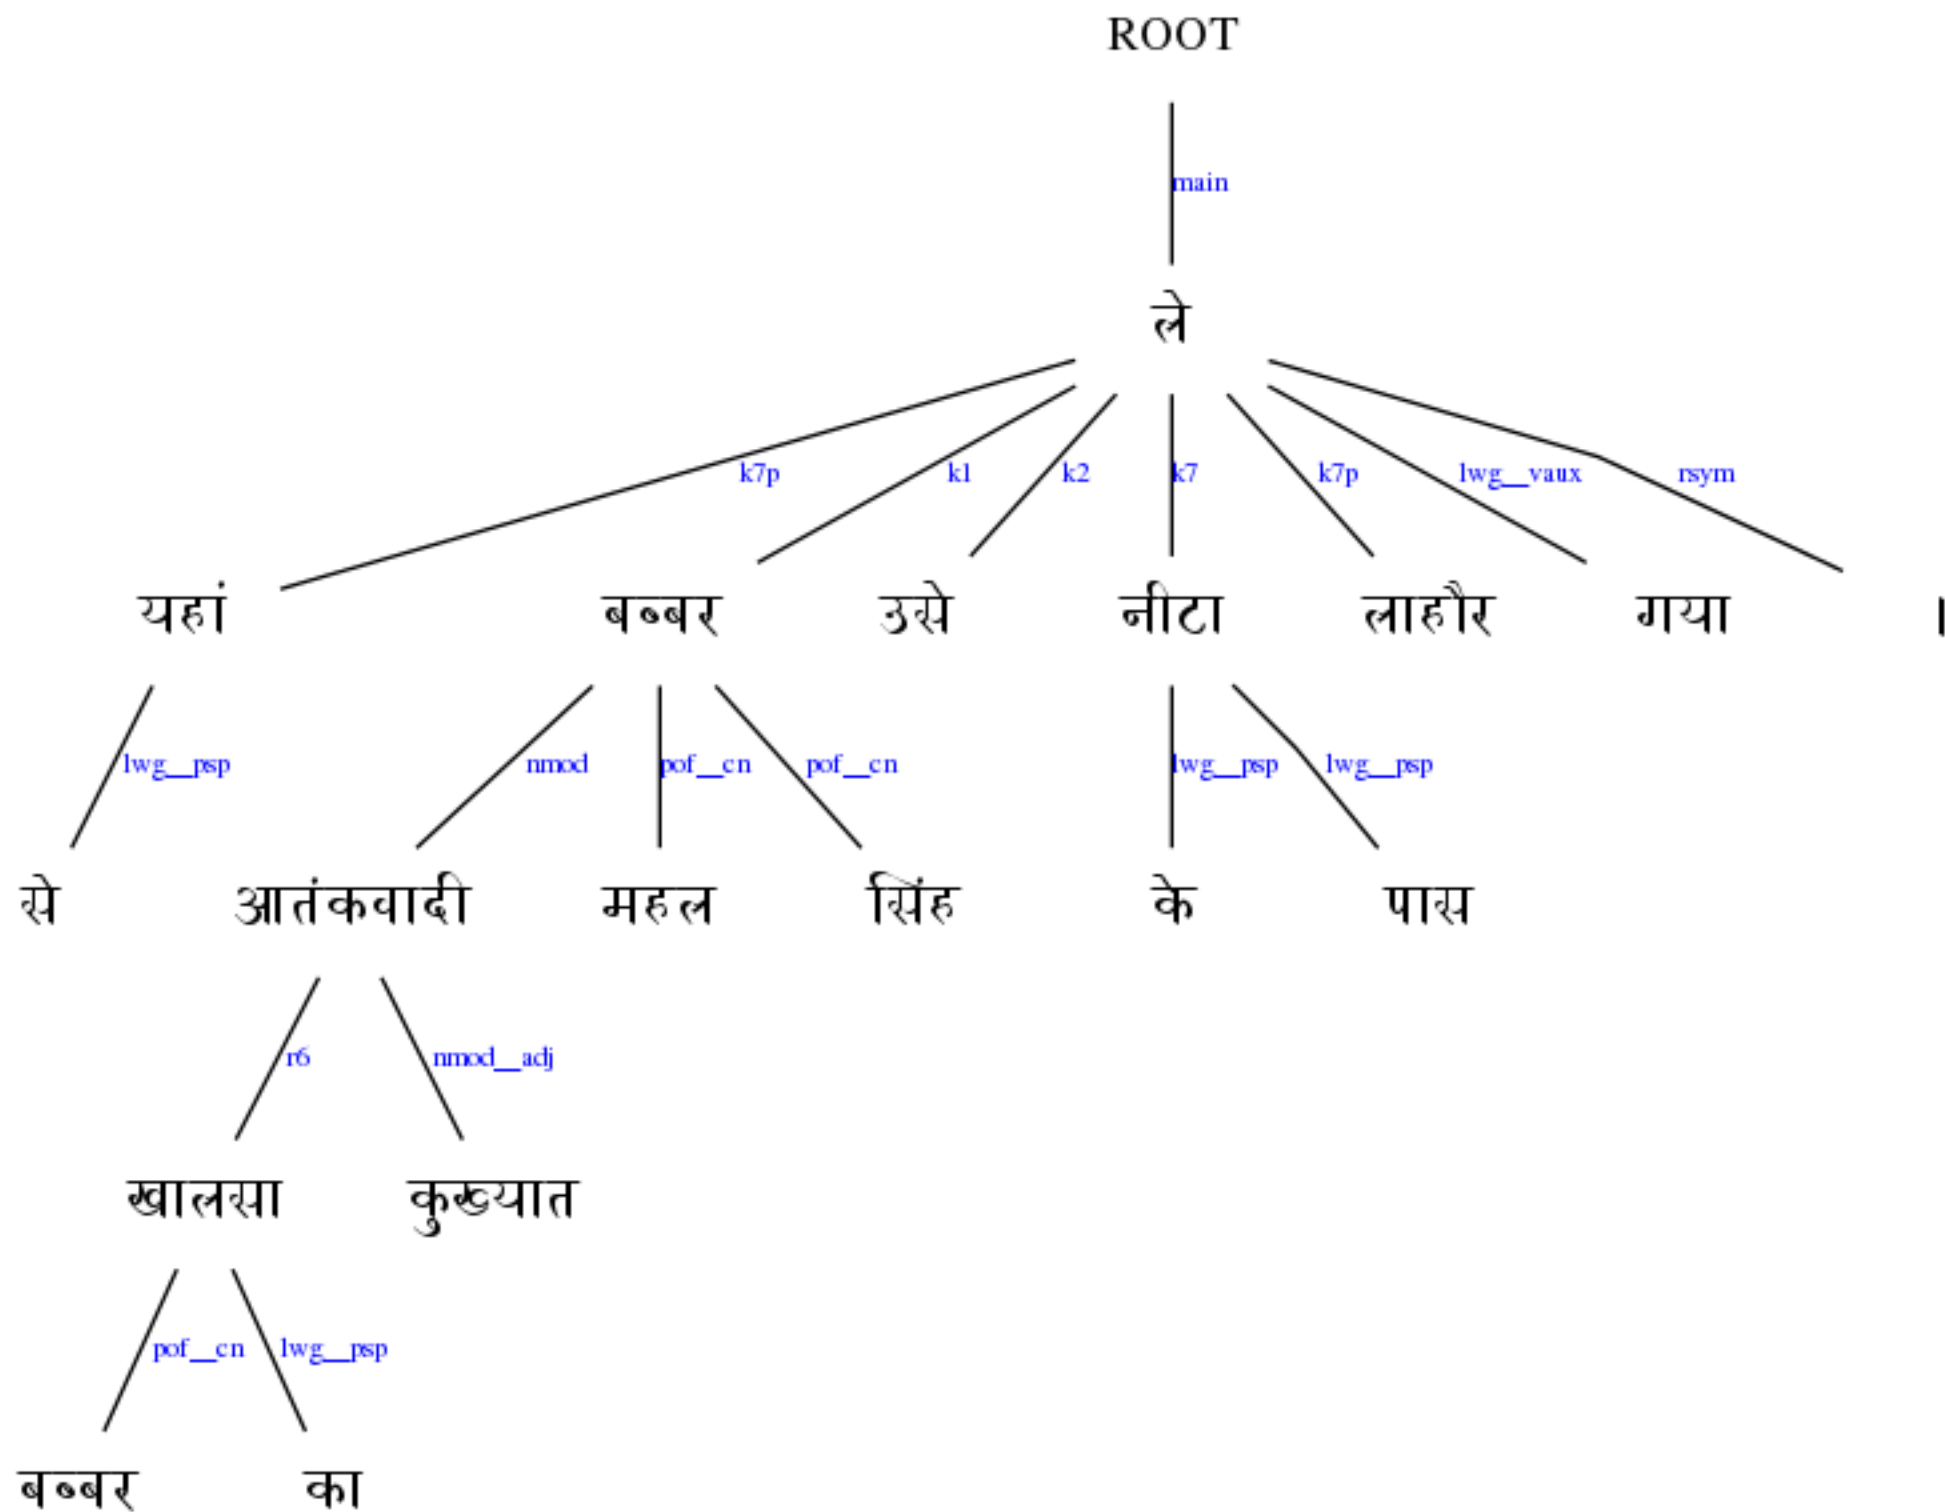 ROOT
main
ले
k7p k1 k2 k7 k7p lwg__vaux rsym
यहां बब्बर उसे नीटा लाहौर गया ।
lwg__psp nmod pof__cn pof__cn lwg__psp lwg__psp
से आतंकवादी महल सिंह के पास
r6 nmod__adj
खालसा कुख्यात
pof__cn lwg__psp
बब्बर का